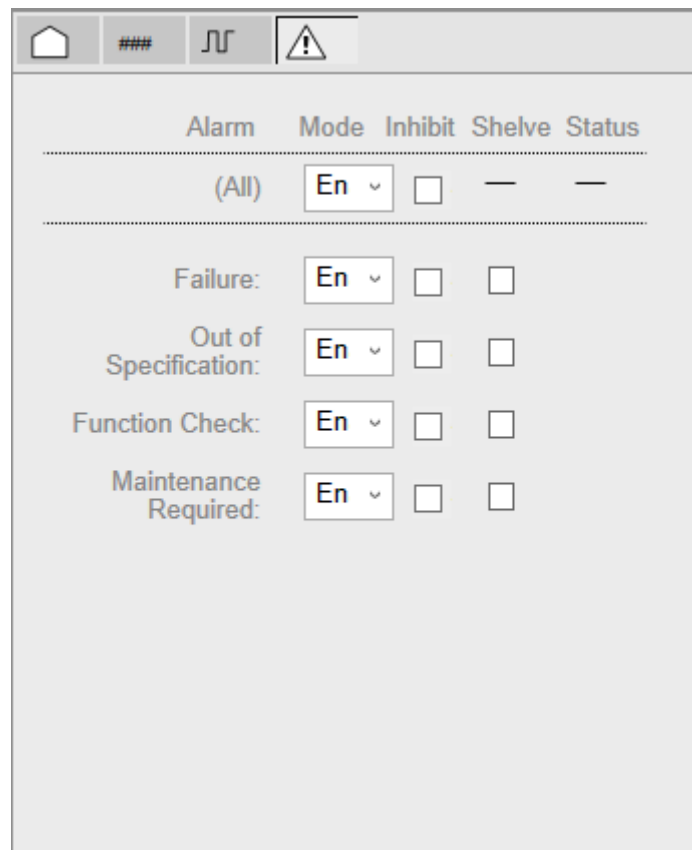 ###
Alarm Mode Inhibit Shelve Status
(All) En — —
Failure: En
Out of
Specification: En
Function Check: En
Maintenance
Required: En